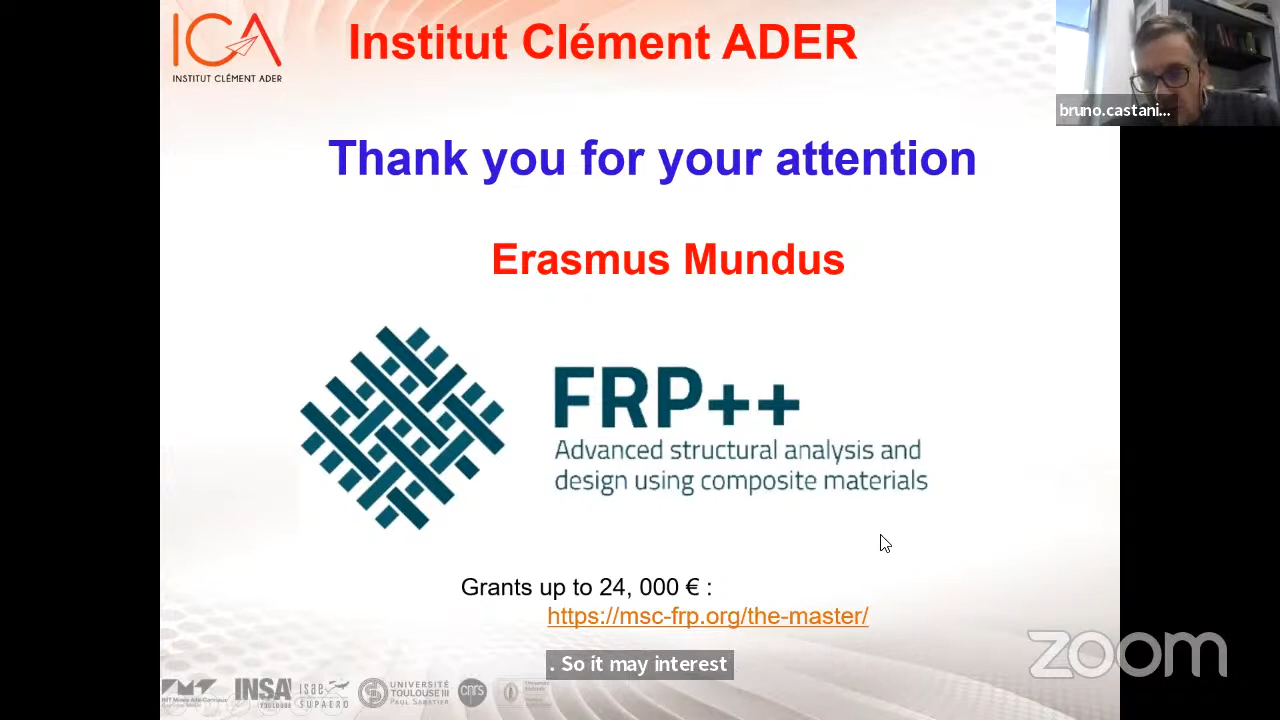 ICA
INSTITUT CLÉMENT ADER
Institut Clément ADER
bruno.castani...
Thank you for your attention
Erasmus Mundus
FRP++
Advanced structural analysis and
design using composite materials
Grants up to 24, 000 € :
https://msc-frp.org/the-master/
. So it may interest
zoom
INSA
TOULOUSE
isae
SUPAERO
UNIVERSITÉ
TOULOUSE III
PAUL SABATIER
cnrs